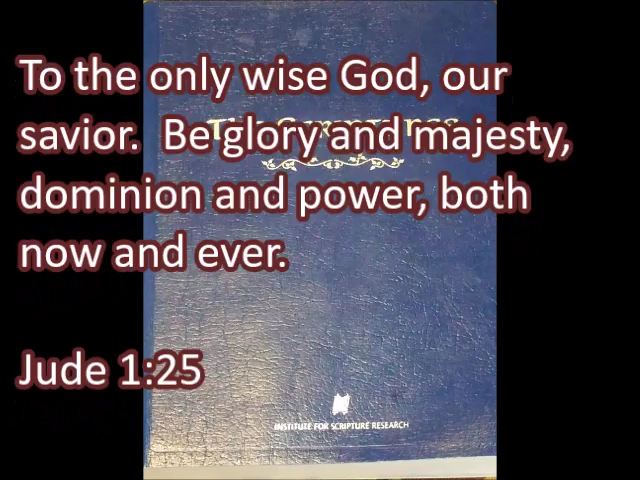 To the only wise God, our
savior.  Be glory and majesty,
dominion and power, both
now and ever.
Jude 1:25
INSTITUTE FOR SCRIPTURE RESEARCH